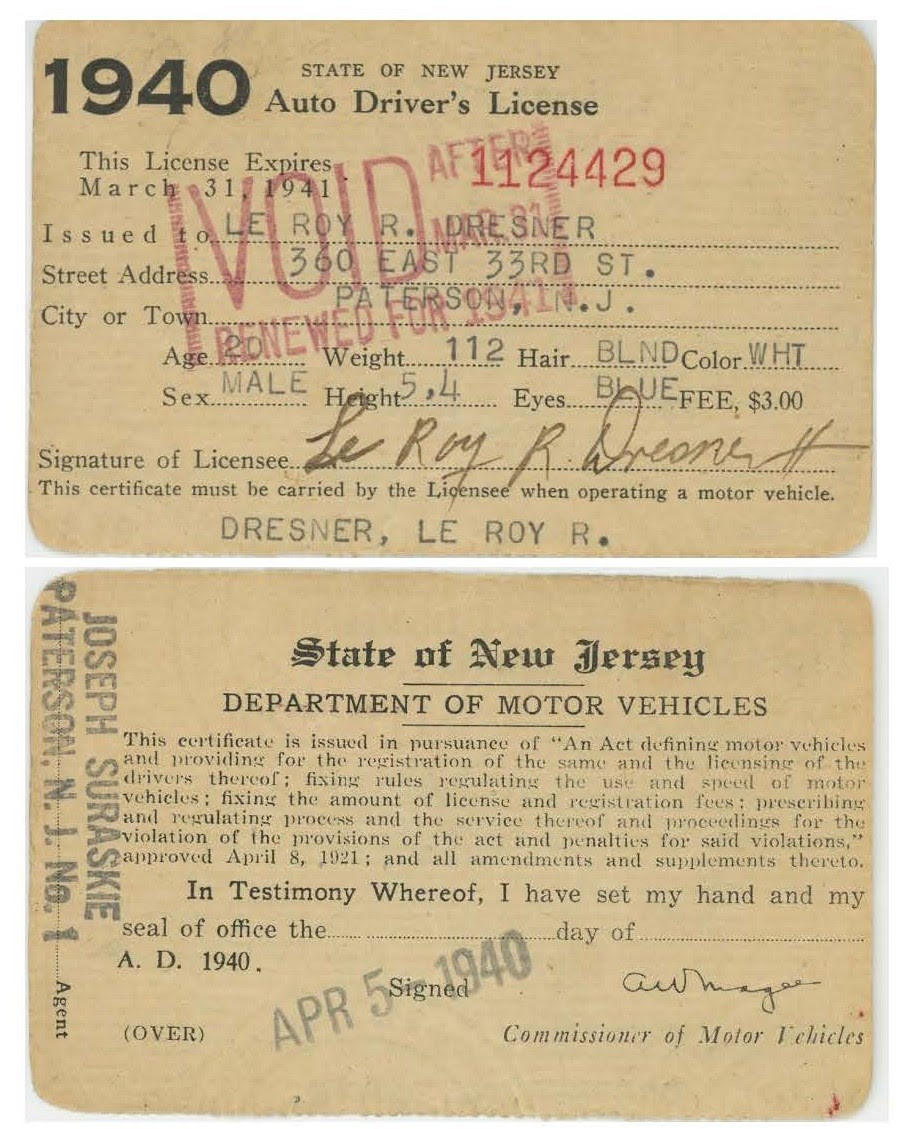 1940 STATE OF NEW JERSEY
Auto Driver's License
This License Expires
March 31, 1941
1124429
VOID AFTER
MAR. 31
RENEWED FOR 1941
Issued to LE ROY R. DRESNER
Street Address 360 EAST 33RD ST.
City or Town PATERSON, N.J.
Age 20 Weight 112 Hair BLND Color WHT
Sex MALE Height 5,4 Eyes BLUE FEE, $3.00
Signature of Licensee Le Roy R. Dresner
This certificate must be carried by the Licensee when operating a motor vehicle.
DRESNER, LE ROY R.
JOSEPH SURASKIE
PATERSON, N. J. No. 1
Agent
State of New Jersey
DEPARTMENT OF MOTOR VEHICLES
This certificate is issued in pursuance of "An Act defining motor vehicles
and providing for the registration of the same and the licensing of the
drivers thereof; fixing rules regulating the use and speed of motor
vehicles; fixing the amount of license and registration fees; prescribing
and regulating process and the service thereof and proceedings for the
violation of the provisions of the act and penalties for said violations,"
approved April 8, 1921; and all amendments and supplements thereto.
In Testimony Whereof, I have set my hand and my
seal of office the day of
A. D. 1940.
APR 5 - 1940
Signed AW Magee
(OVER) Commissioner of Motor Vehicles